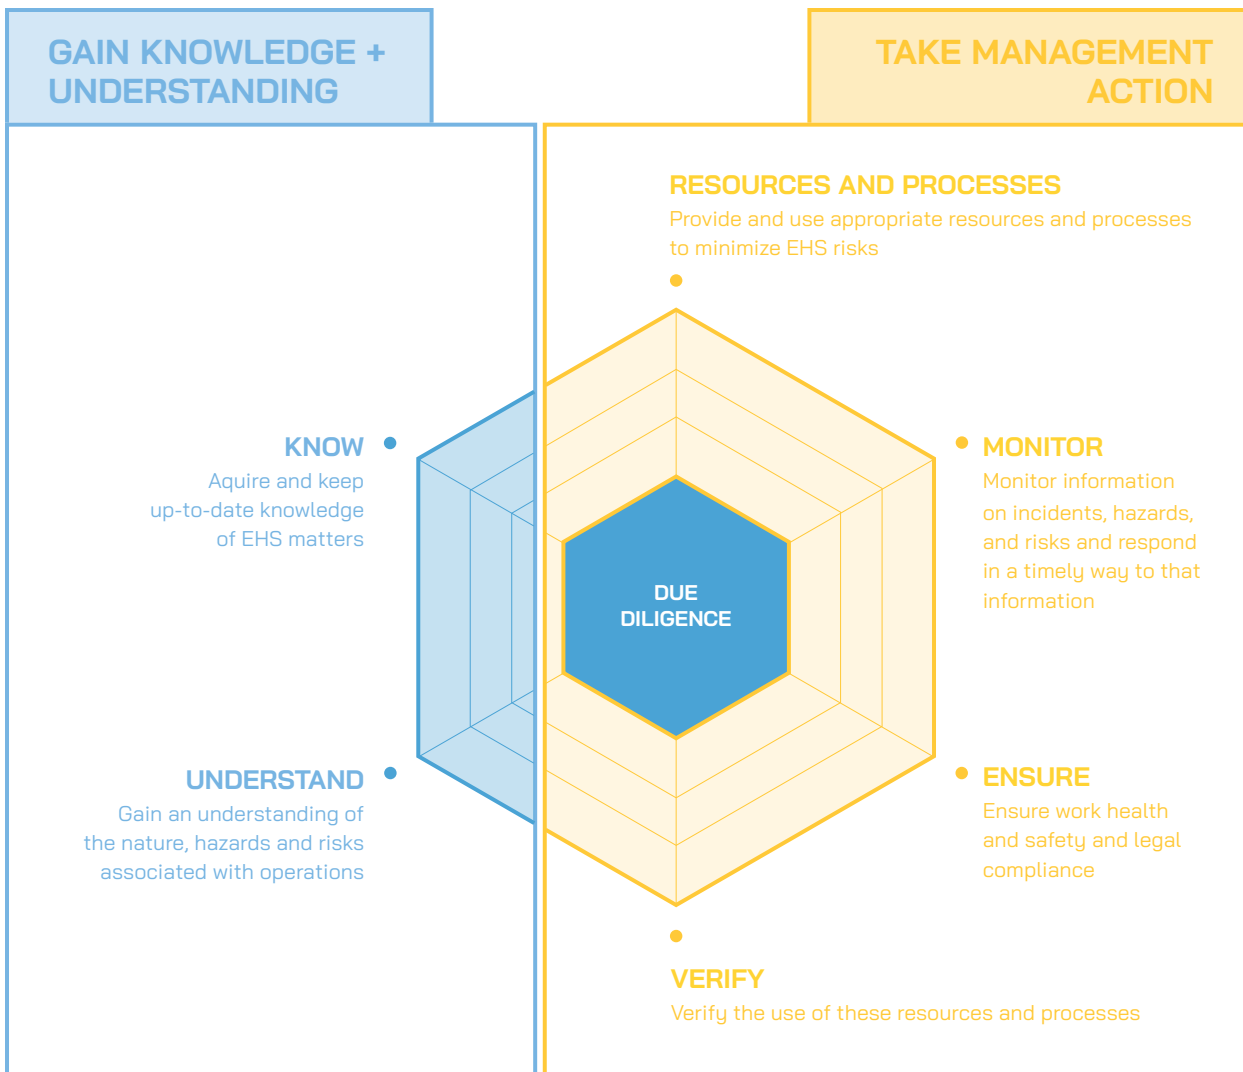 GAIN KNOWLEDGE +
UNDERSTANDING
TAKE MANAGEMENT
ACTION
RESOURCES AND PROCESSES
Provide and use appropriate resources and processes
to minimize EHS risks
KNOW
Aquire and keep
up-to-date knowledge
of EHS matters
MONITOR
Monitor information
on incidents, hazards,
and risks and respond
in a timely way to that
information
DUE
DILIGENCE
UNDERSTAND
Gain an understanding of
the nature, hazards and risks
associated with operations
ENSURE
Ensure work health
and safety and legal
compliance
VERIFY
Verify the use of these resources and processes